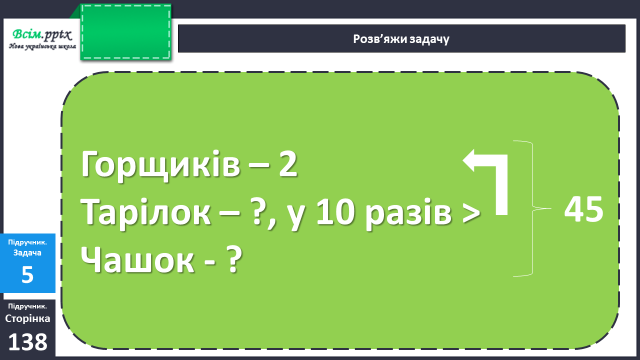 Всім.pptx
Нова українська школа
Розв’яжи задачу
Горщиків – 2
Тарілок – ?, у 10 разів >
Чашок - ?
45
Підручник.
Задача
5
Підручник.
Сторінка
138